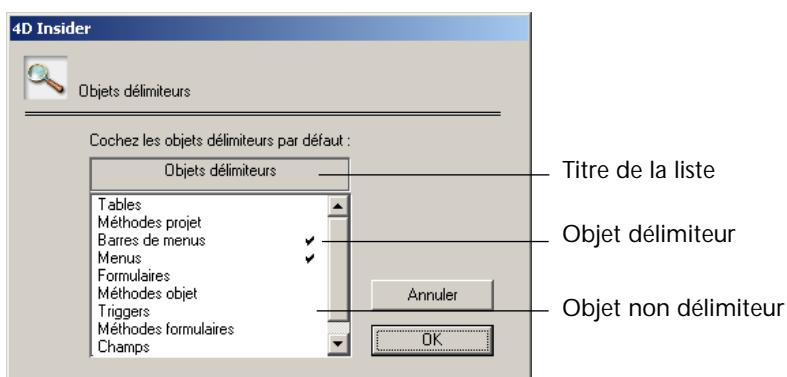 4D Insider
Objets délimiteurs
Cochez les objets délimiteurs par défaut :
Objets délimiteurs
Titre de la liste
Tables
Méthodes projet
Barres de menus
Objet délimiteur
Menus
Formulaires
Méthodes objet
Annuler
Triggers
Objet non délimiteur
Méthodes formulaires
Champs
OK